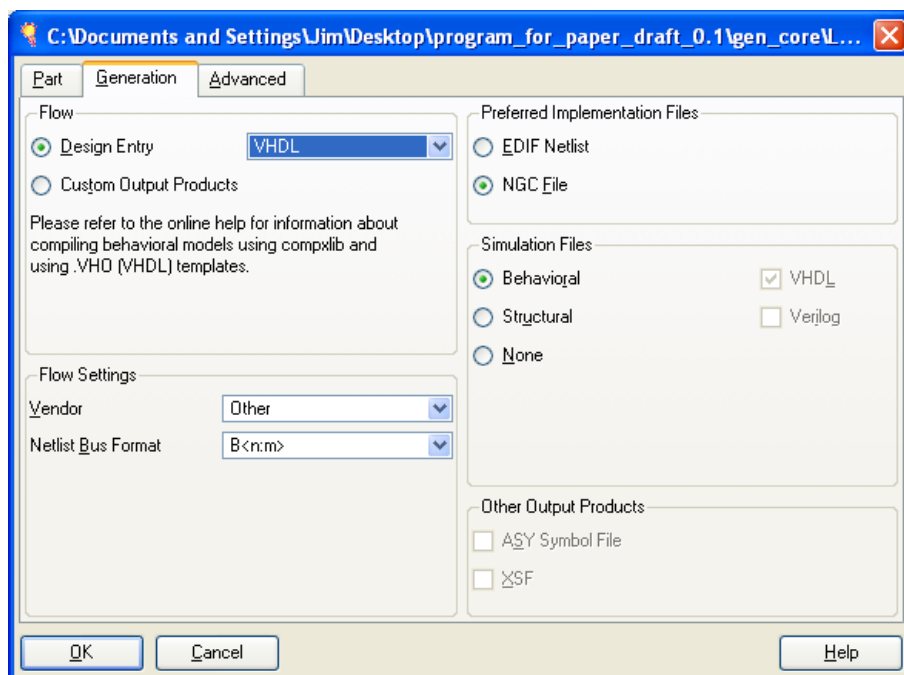 C:\Documents and Settings\Jim\Desktop\program_for_paper_draft_0.1\gen_core\L...
Part Generation Advanced
Flow
Design Entry VHDL
Custom Output Products
Please refer to the online help for information about
compiling behavioral models using compxlib and
using .VHO (VHDL) templates.
Flow Settings
Vendor Other
Netlist Bus Format B<n:m>
Preferred Implementation Files
EDIF Netlist
NGC File
Simulation Files
Behavioral VHDL
Structural Verilog
None
Other Output Products
ASY Symbol File
XSF
OK Cancel Help